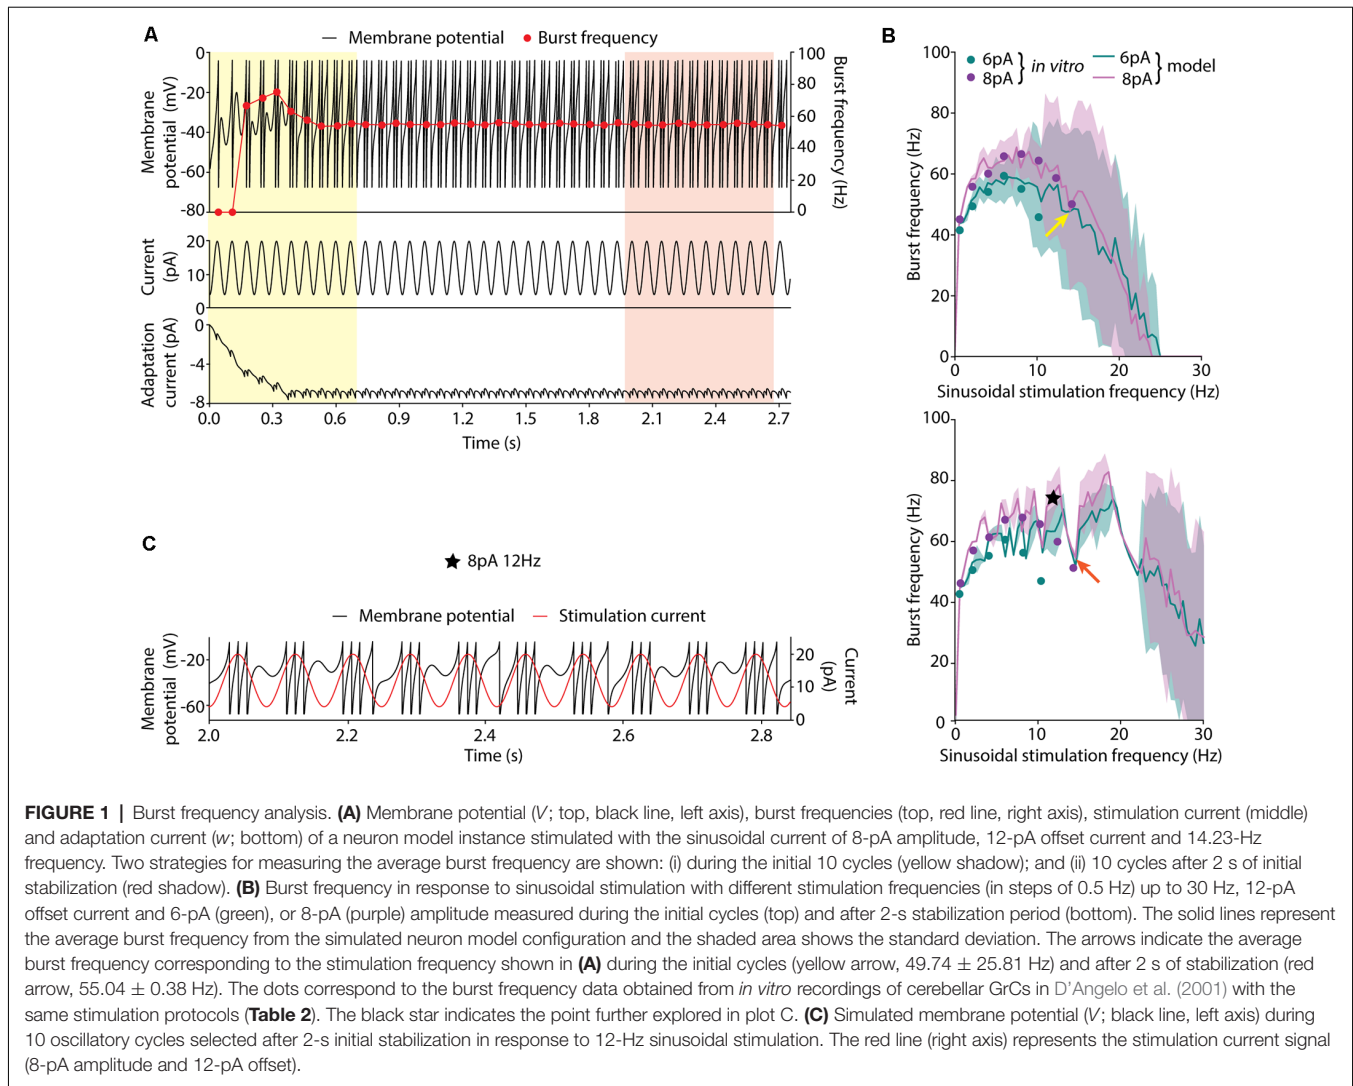 A
Membrane potential
Burst frequency
Membrane
potential (mV)
0
-20
-40
-60
-80
100
80
60
40
20
0
Burst frequency
(Hz)
Current
(pA)
20
10
0
Adaptation
current (pA)
0
-4
-8
0.0 0.3 0.6 0.9 1.2 1.5 1.8 2.1 2.4 2.7
Time (s)
B
6pA
8pA
in vitro
6pA
8pA
model
Burst frequency (Hz)
100
80
60
40
20
0
0 10 20 30
Sinusoidal stimulation frequency (Hz)
Burst frequency (Hz)
100
80
60
40
20
0
0 10 20 30
Sinusoidal stimulation frequency (Hz)
C
8pA 12Hz
Membrane potential
Stimulation current
Membrane
potential (mV)
-20
-60
20
10
0
Current
(pA)
2.0 2.2 2.4 2.6 2.8
Time (s)
FIGURE 1 | Burst frequency analysis. (A) Membrane potential (V; top, black line, left axis), burst frequencies (top, red line, right axis), stimulation current (middle)
and adaptation current (w; bottom) of a neuron model instance stimulated with the sinusoidal current of 8-pA amplitude, 12-pA offset current and 14.23-Hz
frequency. Two strategies for measuring the average burst frequency are shown: (i) during the initial 10 cycles (yellow shadow); and (ii) 10 cycles after 2 s of initial
stabilization (red shadow). (B) Burst frequency in response to sinusoidal stimulation with different stimulation frequencies (in steps of 0.5 Hz) up to 30 Hz, 12-pA
offset current and 6-pA (green), or 8-pA (purple) amplitude measured during the initial cycles (top) and after 2-s stabilization period (bottom). The solid lines represent
the average burst frequency from the simulated neuron model configuration and the shaded area shows the standard deviation. The arrows indicate the average
burst frequency corresponding to the stimulation frequency shown in (A) during the initial cycles (yellow arrow, 49.74 ± 25.81 Hz) and after 2 s of stabilization (red
arrow, 55.04 ± 0.38 Hz). The dots correspond to the burst frequency data obtained from in vitro recordings of cerebellar GrCs in D'Angelo et al. (2001) with the
same stimulation protocols (Table 2). The black star indicates the point further explored in plot C. (C) Simulated membrane potential (V; black line, left axis) during
10 oscillatory cycles selected after 2-s initial stabilization in response to 12-Hz sinusoidal stimulation. The red line (right axis) represents the stimulation current signal
(8-pA amplitude and 12-pA offset).